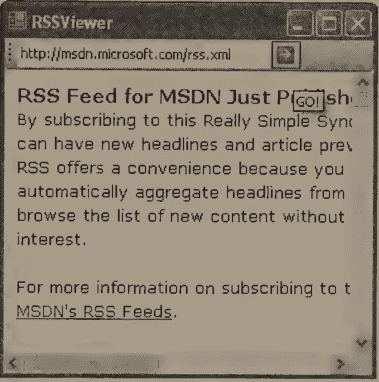 RSSViewer
http://msdn.microsoft.com/rss.xml
RSS Feed for MSDN Just
GO!
By subscribing to this Really Simple
can have new headlines and article
RSS offers a convenience because you
automatically aggregate headlines from
browse the list of new content without
interest.
For more information on subscribing to t
MSDN's RSS Feeds.